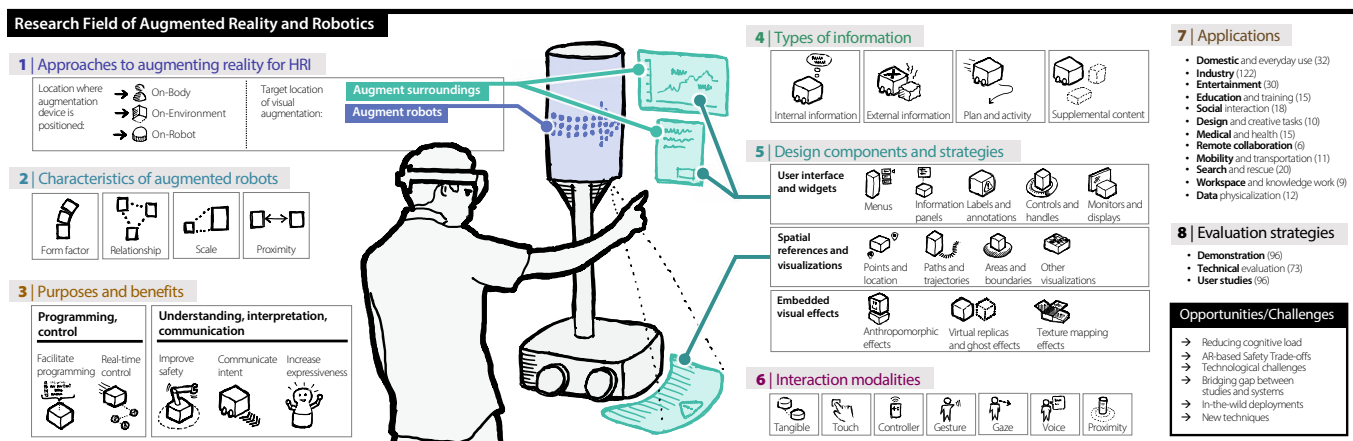 Research Field of Augmented Reality and Robotics
1 | Approaches to augmenting reality for HRI
Location where
augmentation
device is
positioned:
On-Body
On-Environment
On-Robot
Target location
of visual
augmentation:
Augment surroundings
Augment robots
2 | Characteristics of augmented robots
Form factor
Relationship
Scale
Proximity
3 | Purposes and benefits
Programming,
control
Facilitate
programming
Real-time
control
Understanding, interpretation,
communication
Improve
safety
Communicate
intent
Increase
expressiveness
4 | Types of information
Internal information
External information
Plan and activity
Supplemental content
5 | Design components and strategies
User interface
and widgets
Menus
Information
panels
Labels and
annotations
Controls and
handles
Monitors and
displays
Spatial
references and
visualizations
Points and
location
Paths and
trajectories
Areas and
boundaries
Other
visualizations
Embedded
visual effects
Anthropomorphic
effects
Virtual replicas
and ghost effects
Texture mapping
effects
6 | Interaction modalities
Tangible
Touch
Controller
Gesture
Gaze
Voice
Proximity
7 | Applications
• Domestic and everyday use (32)
• Industry (122)
• Entertainment (30)
• Education and training (15)
• Social interaction (18)
• Design and creative tasks (10)
• Medical and health (15)
• Remote collaboration (6)
• Mobility and transportation (11)
• Search and rescue (20)
• Workspace and knowledge work (9)
• Data physicalization (12)
8 | Evaluation strategies
• Demonstration (96)
• Technical evaluation (73)
• User studies (96)
Opportunities/Challenges
→ Reducing cognitive load
→ AR-based Safety Trade-offs
→ Technological challenges
→ Bridging gap between
studies and systems
→ In-the-wild deployments
→ New techniques